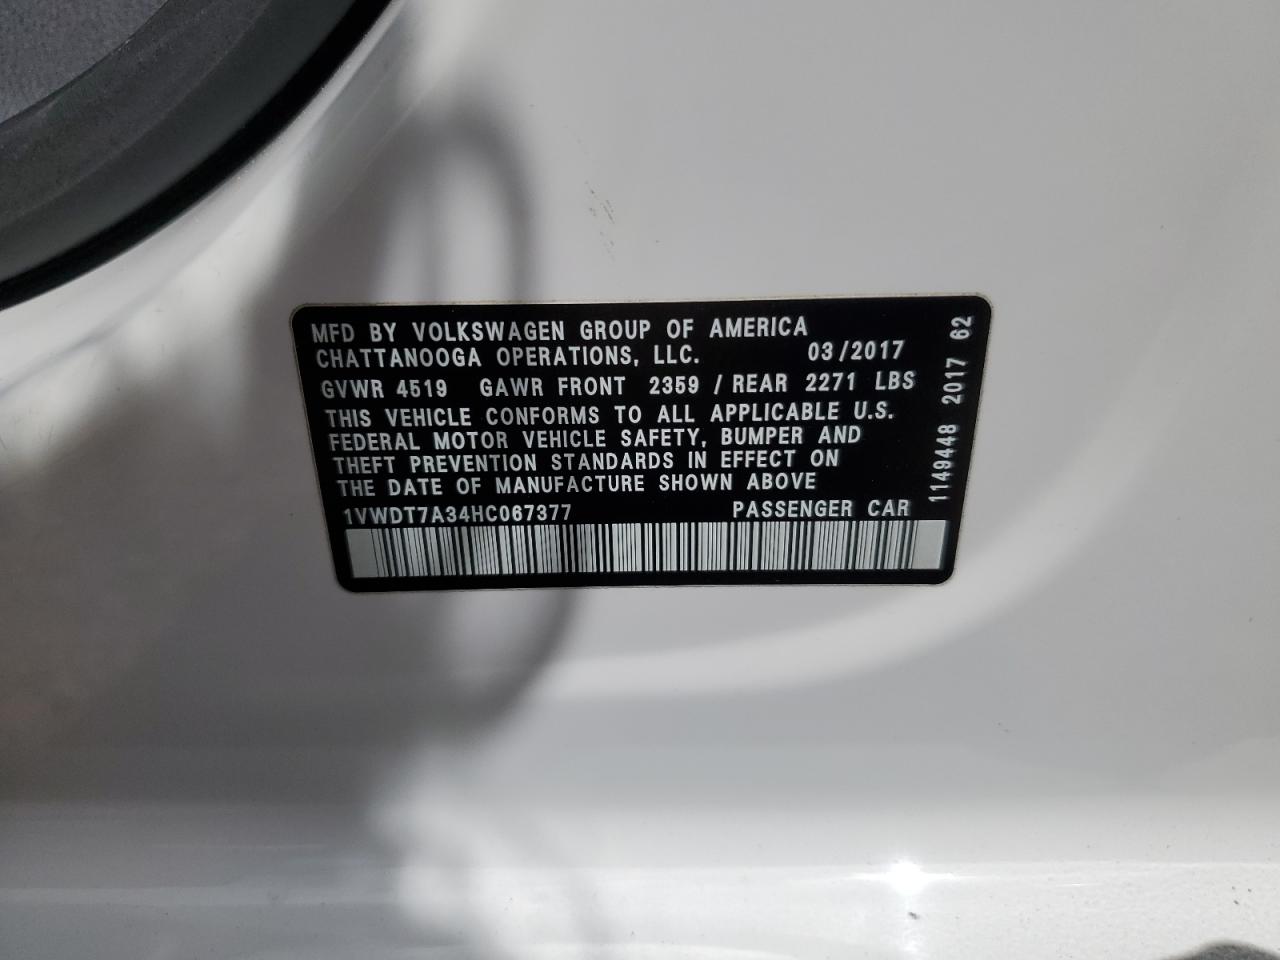 MFD BY VOLKSWAGEN GROUP OF AMERICA
CHATTANOOGA OPERATIONS, LLC. 03/2017
GVWR 4519 GAWR FRONT 2359 / REAR 2271 LBS
THIS VEHICLE CONFORMS TO ALL APPLICABLE U.S.
FEDERAL MOTOR VEHICLE SAFETY, BUMPER AND
THEFT PREVENTION STANDARDS IN EFFECT ON
THE DATE OF MANUFACTURE SHOWN ABOVE
1VWDT7A34HC067377 PASSENGER CAR
1149448 2017 62